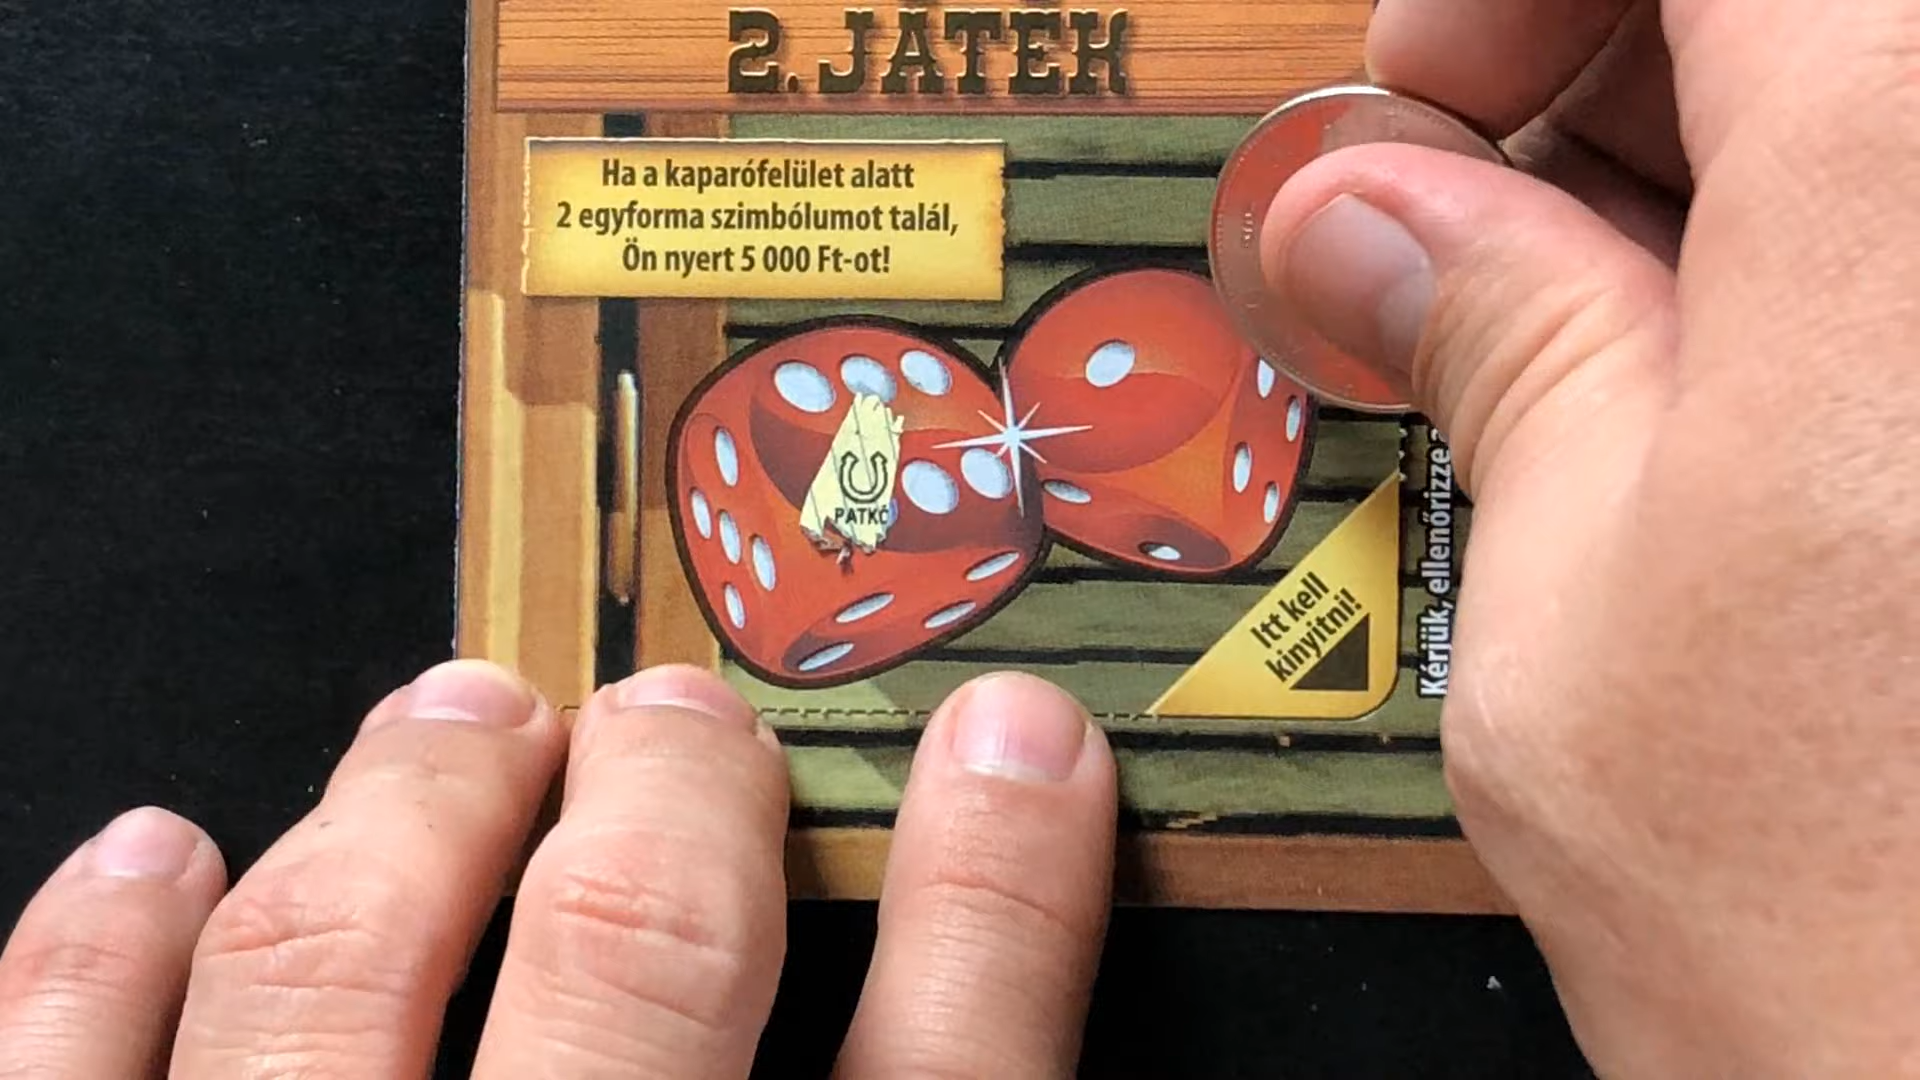 2. JÁTÉK
Ha a kaparófelület alatt
2 egyforma szimbólumot talál,
Ön nyert 5 000 Ft-ot!
PATKÓ
Itt kell
kinyitni!
Kérjük, ellenőrizze